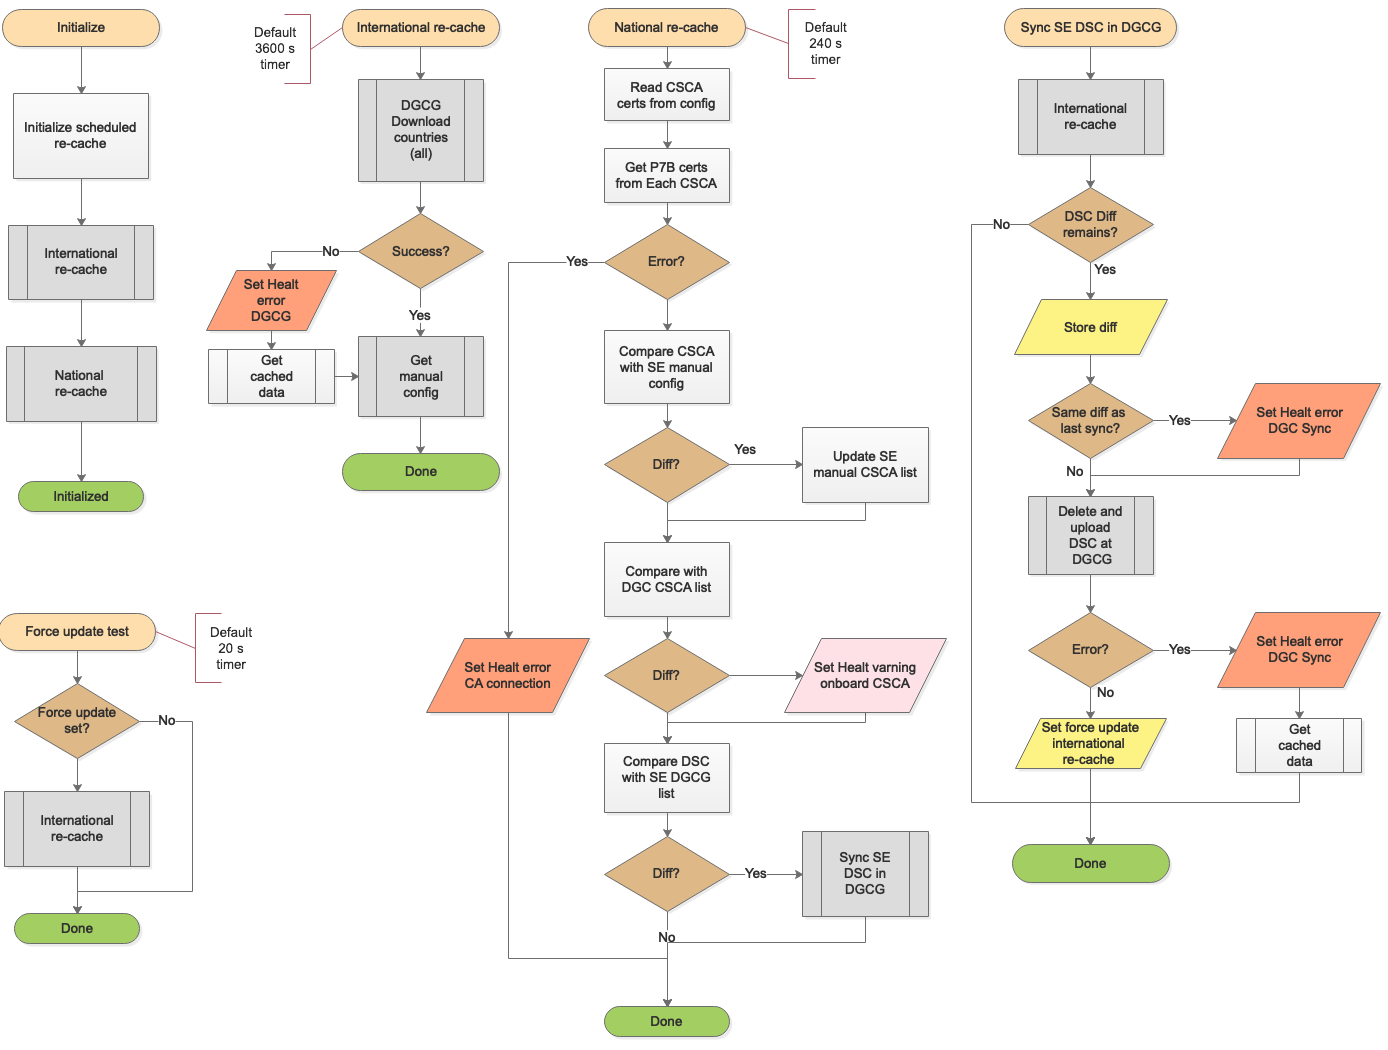 Initialize
Initialize scheduled
re-cache
International
re-cache
National
re-cache
Initialized
Force update test
Default
20 s
timer
Force update
set?
No
International
re-cache
Done
Default
3600 s
timer
International re-cache
DGCG
Download
countries
(all)
Success?
No
Set Healt
error
DGCG
Get
cached
data
Yes
Get
manual
config
Done
National re-cache
Default
240 s
timer
Read CSCA
certs from config
Get P7B certs
from Each CSCA
Error?
Yes
Compare CSCA
with SE manual
config
Diff?
Yes
Update SE
manual CSCA list
Compare with
DGC CSCA list
Set Healt error
CA connection
Diff?
Set Healt varning
onboard CSCA
Compare DSC
with SE DGCG
list
Diff?
Yes
Sync SE
DSC in
DGCG
No
Done
Sync SE DSC in DGCG
International
re-cache
DSC Diff
remains?
No
Yes
Store diff
Same diff as
last sync?
Yes
Set Healt error
DGC Sync
No
Delete and
upload
DSC at
DGCG
Error?
Yes
Set Healt error
DGC Sync
No
Set force update
international
re-cache
Get
cached
data
Done